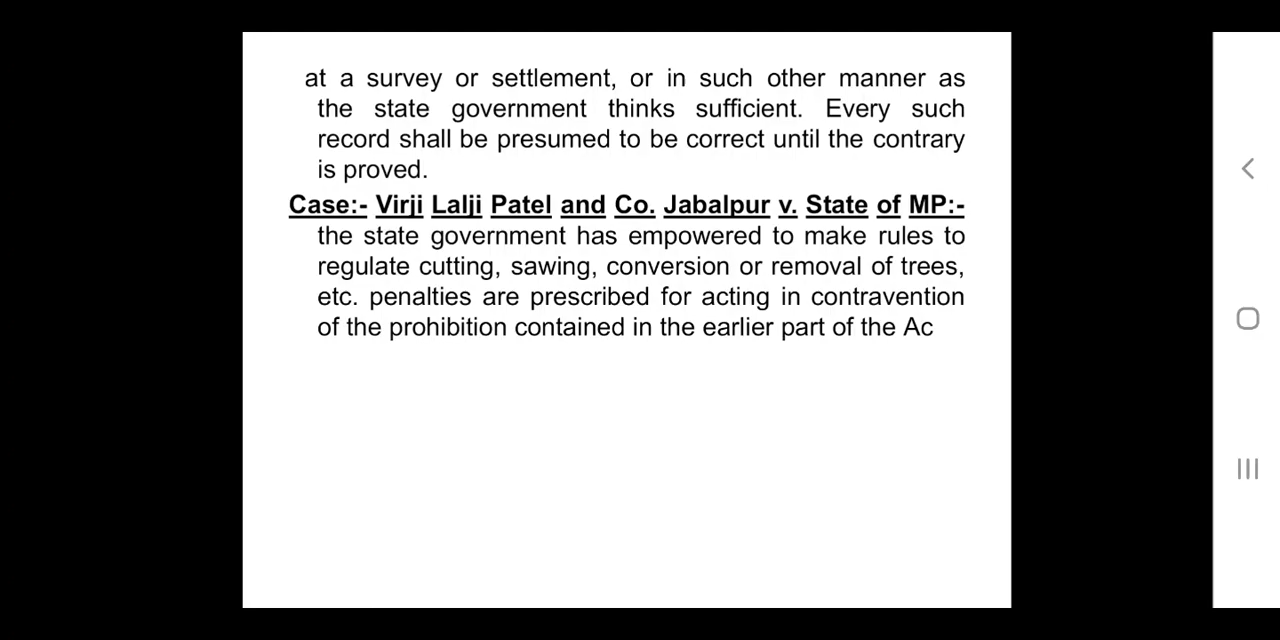 at a survey or settlement, or in such other manner as
the state government thinks sufficient. Every such
record shall be presumed to be correct until the contrary
is proved.
Case:- Virji Lalji Patel and Co. Jabalpur v. State of MP:-
the state government has empowered to make rules to
regulate cutting, sawing, conversion or removal of trees,
etc. penalties are prescribed for acting in contravention
of the prohibition contained in the earlier part of the Ac